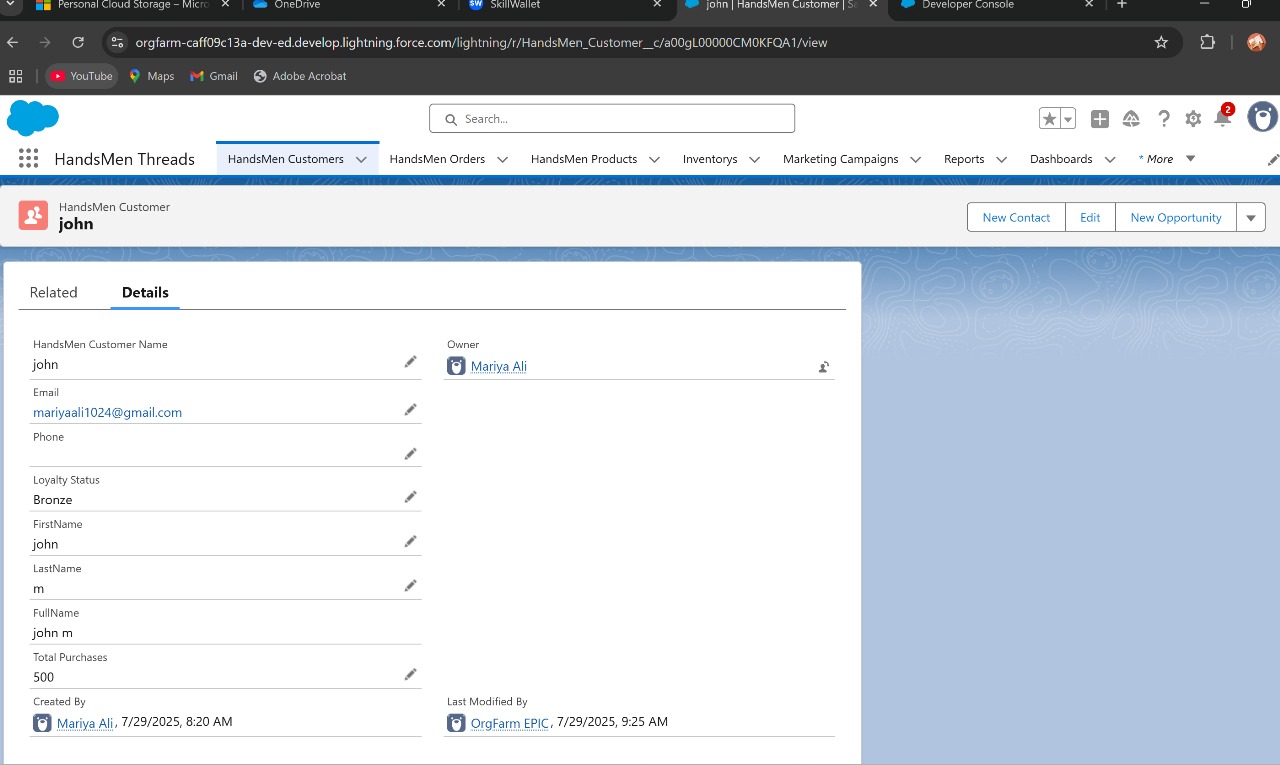 Personal Cloud Storage – Micro
OneDrive
SW SkillWallet
john | HandsMen Customer | Sa
Developer Console
orgfarm-caff09c13a-dev-ed.develop.lightning.force.com/lightning/r/HandsMen_Customer__c/a00gL00000CM0KFQA1/view
YouTube Maps Gmail Adobe Acrobat
Search...
2
HandsMen Threads HandsMen Customers HandsMen Orders HandsMen Products Inventorys Marketing Campaigns Reports Dashboards * More
HandsMen Customer
john
New Contact Edit New Opportunity
Related Details
HandsMen Customer Name
john
Owner
Mariya Ali
Email
mariyaali1024@gmail.com
Phone
Loyalty Status
Bronze
FirstName
john
LastName
m
FullName
john m
Total Purchases
500
Created By
Mariya Ali, 7/29/2025, 8:20 AM
Last Modified By
OrgFarm EPIC, 7/29/2025, 9:25 AM